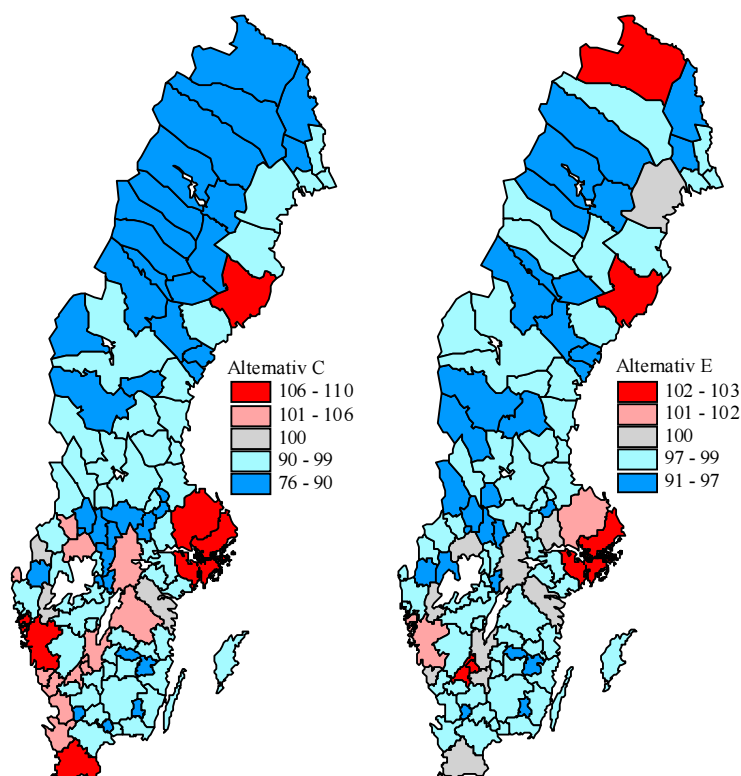 Alternativ C
106 - 110
101 - 106
100
90 - 99
76 - 90
Alternativ E
102 - 103
101 - 102
100
97 - 99
91 - 97